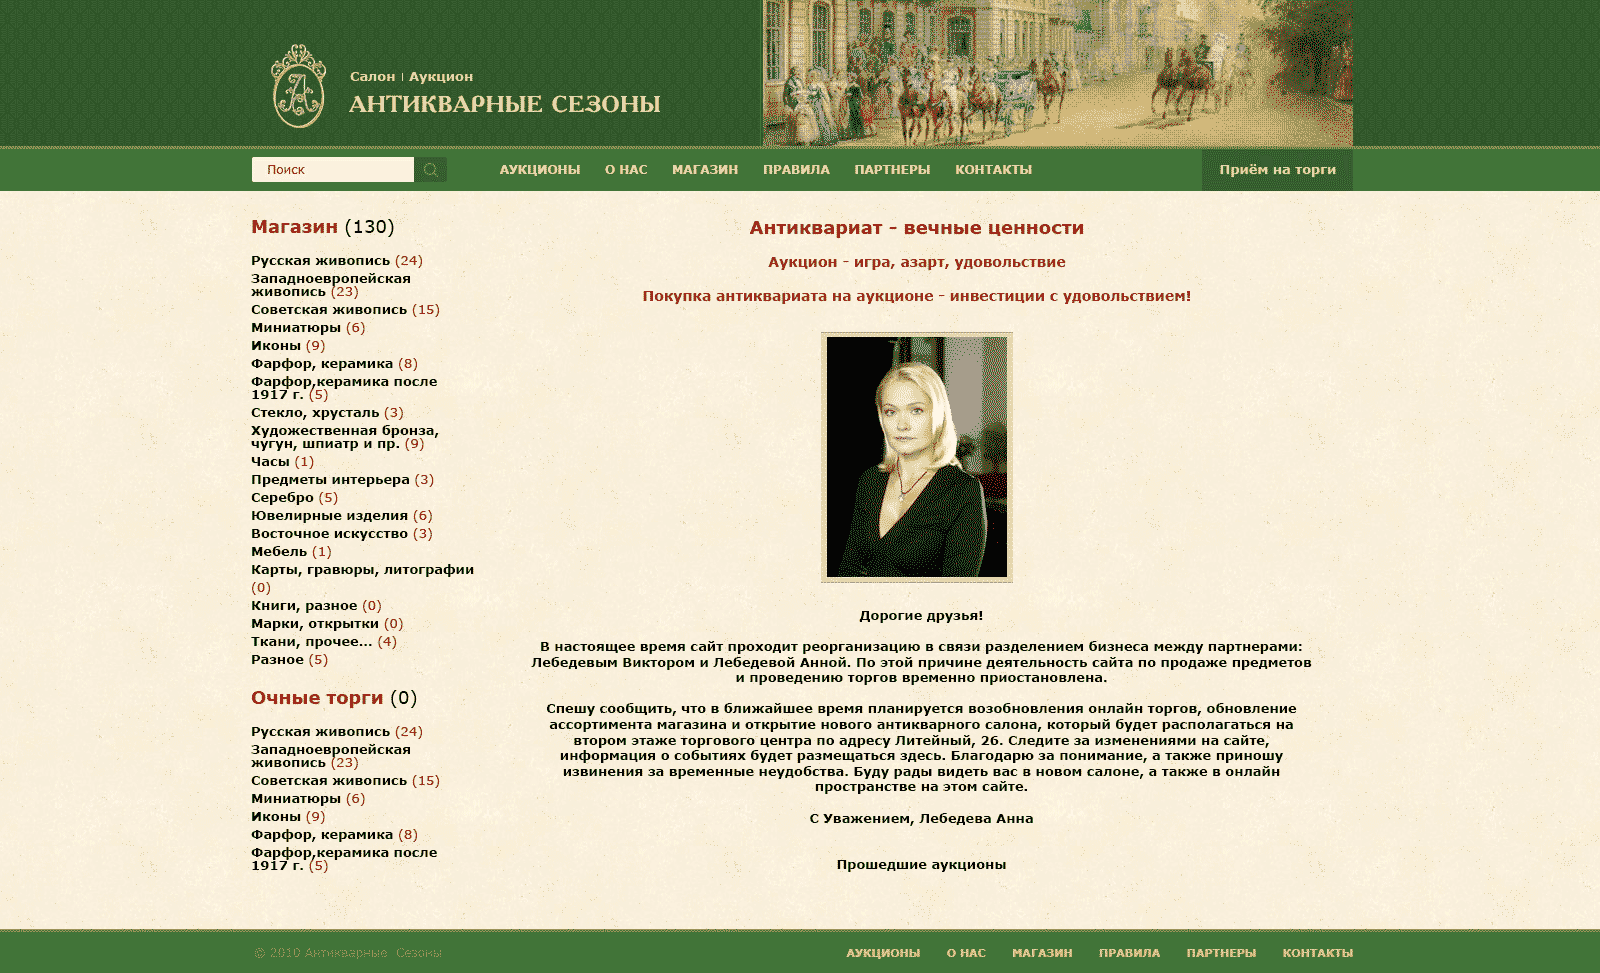 Салон | Аукцион
АНТИКВАРНЫЕ СЕЗОНЫ
Поиск
АУКЦИОНЫ О НАС МАГАЗИН ПРАВИЛА ПАРТНЕРЫ КОНТАКТЫ
Приём на торги
Магазин (130)
Русская живопись (24)
Западноевропейская
живопись (23)
Советская живопись (15)
Миниатюры (6)
Иконы (9)
Фарфор, керамика (8)
Фарфор,керамика после
1917 г. (5)
Стекло, хрусталь (3)
Художественная бронза,
чугун, шпиатр и пр. (9)
Часы (1)
Предметы интерьера (3)
Серебро (5)
Ювелирные изделия (6)
Восточное искусство (3)
Мебель (1)
Карты, гравюры, литографии
(0)
Книги, разное (0)
Марки, открытки (0)
Ткани, прочее... (4)
Разное (5)
Очные торги (0)
Русская живопись (24)
Западноевропейская
живопись (23)
Советская живопись (15)
Миниатюры (6)
Иконы (9)
Фарфор, керамика (8)
Фарфор,керамика после
1917 г. (5)
Антиквариат - вечные ценности
Аукцион - игра, азарт, удовольствие
Покупка антиквариата на аукционе - инвестиции с удовольствием!
Дорогие друзья!
В настоящее время сайт проходит реорганизацию в связи разделением бизнеса между партнерами:
Лебедевым Виктором и Лебедевой Анной. По этой причине деятельность сайта по продаже предметов
и проведению торгов временно приостановлена.
Спешу сообщить, что в ближайшее время планируется возобновления онлайн торгов, обновление
ассортимента магазина и открытие нового антикварного салона, который будет располагаться на
втором этаже торгового центра по адресу Литейный, 26. Следите за изменениями на сайте,
информация о событиях будет размещаться здесь. Благодарю за понимание, а также приношу
извинения за временные неудобства. Буду рады видеть вас в новом салоне, а также в онлайн
пространстве на этом сайте.
С Уважением, Лебедева Анна
Прошедшие аукционы
© 2010 Антикварные Сезоны
АУКЦИОНЫ О НАС МАГАЗИН ПРАВИЛА ПАРТНЕРЫ КОНТАКТЫ